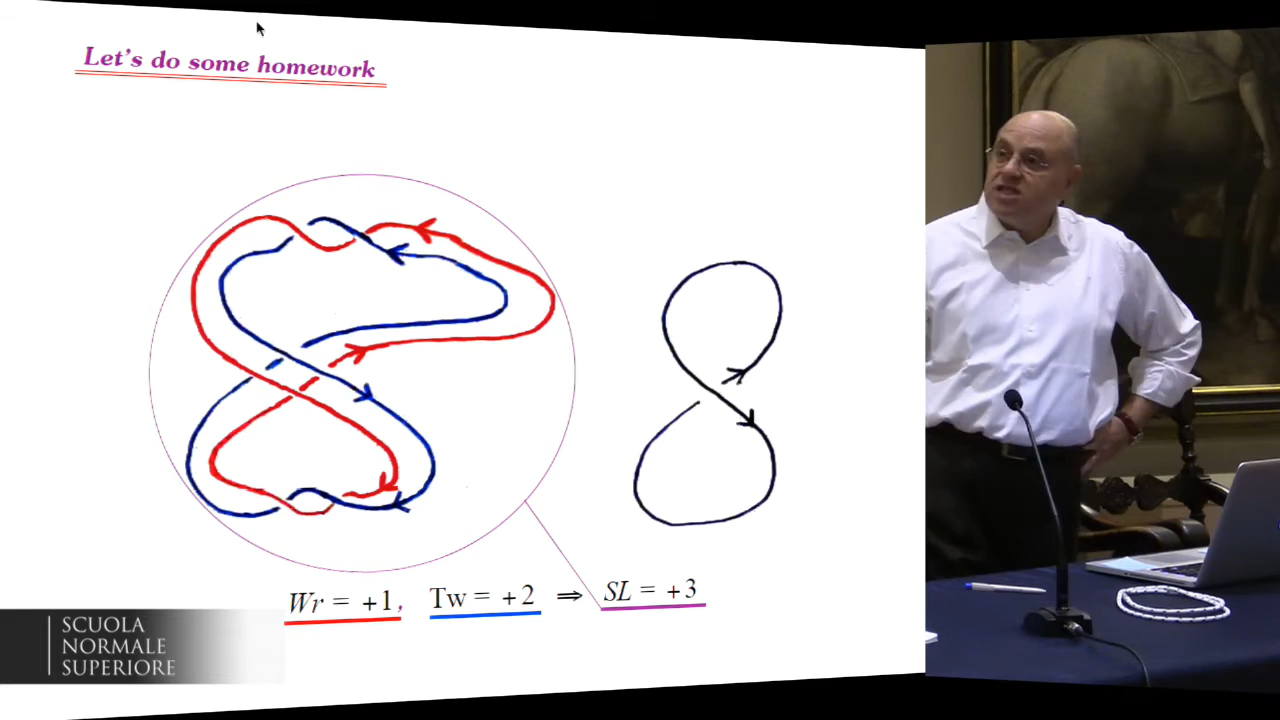 Let's do some homework
Wr = +1, Tw = +2 ⇒ SL = +3
SCUOLA
NORMALE
SUPERIORE